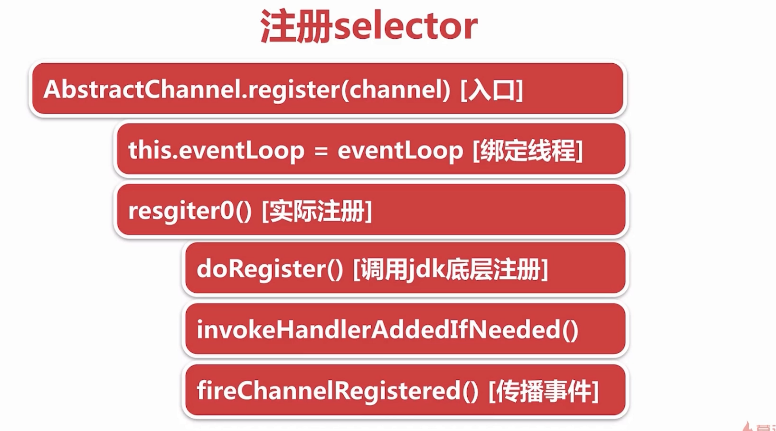 注册selector
AbstractChannel.register(channel) [入口]
this.eventLoop = eventLoop [绑定线程]
resgiter0() [实际注册]
doRegister() [调用jdk底层注册]
invokeHandlerAddedIfNeeded()
fireChannelRegistered() [传播事件]